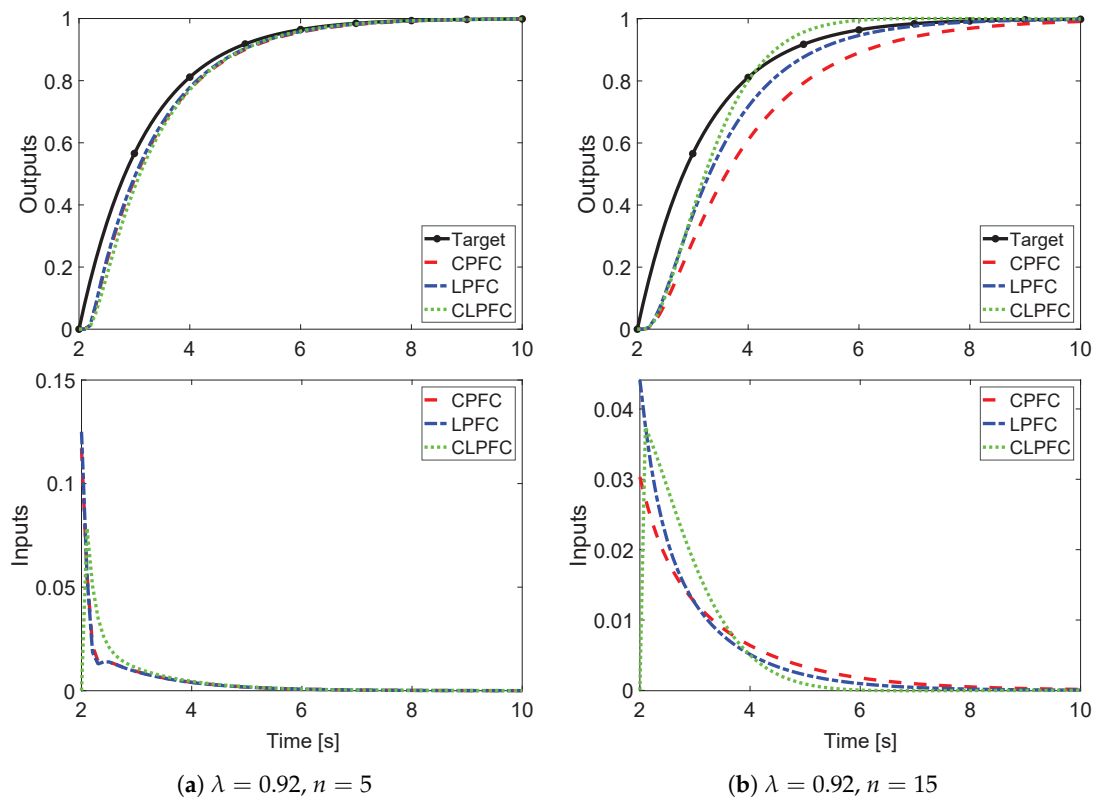 1
0.8
0.6
0.4
0.2
0
Outputs
Target
CPFC
LPFC
CLPFC
2
4
6
8
10
1
0.8
0.6
0.4
0.2
0
Outputs
Target
CPFC
LPFC
CLPFC
2
4
6
8
10
0.15
0.1
0.05
0
Inputs
CPFC
LPFC
CLPFC
2
4
6
8
10
Time [s]
0.04
0.03
0.02
0.01
0
Inputs
CPFC
LPFC
CLPFC
2
4
6
8
10
Time [s]
(a) λ = 0.92, n = 5
(b) λ = 0.92, n = 15